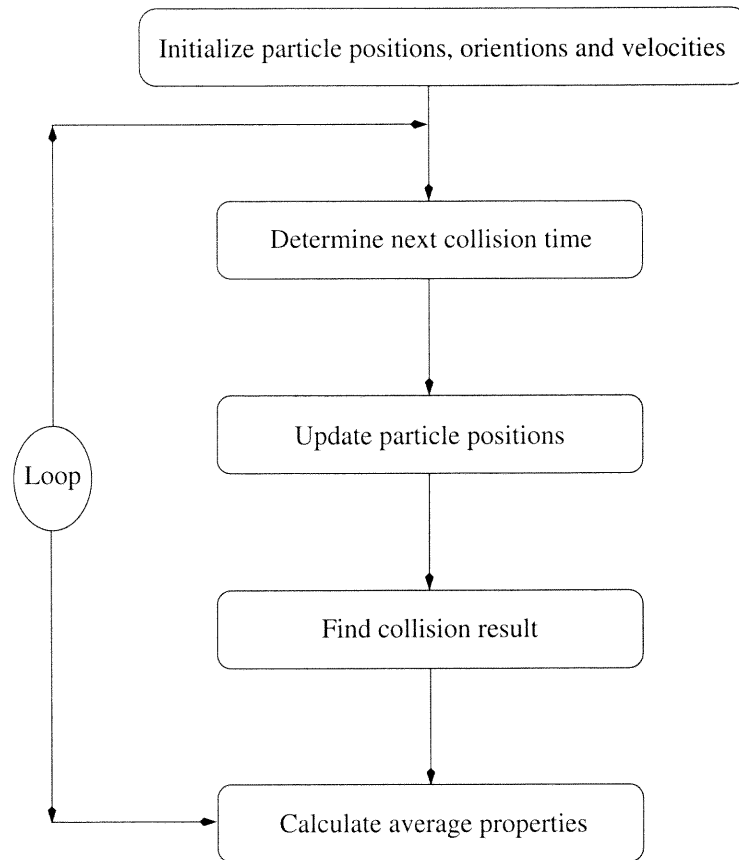 Initialize particle positions, orientions and velocities
Determine next collision time
Update particle positions
Loop
Find collision result
Calculate average properties